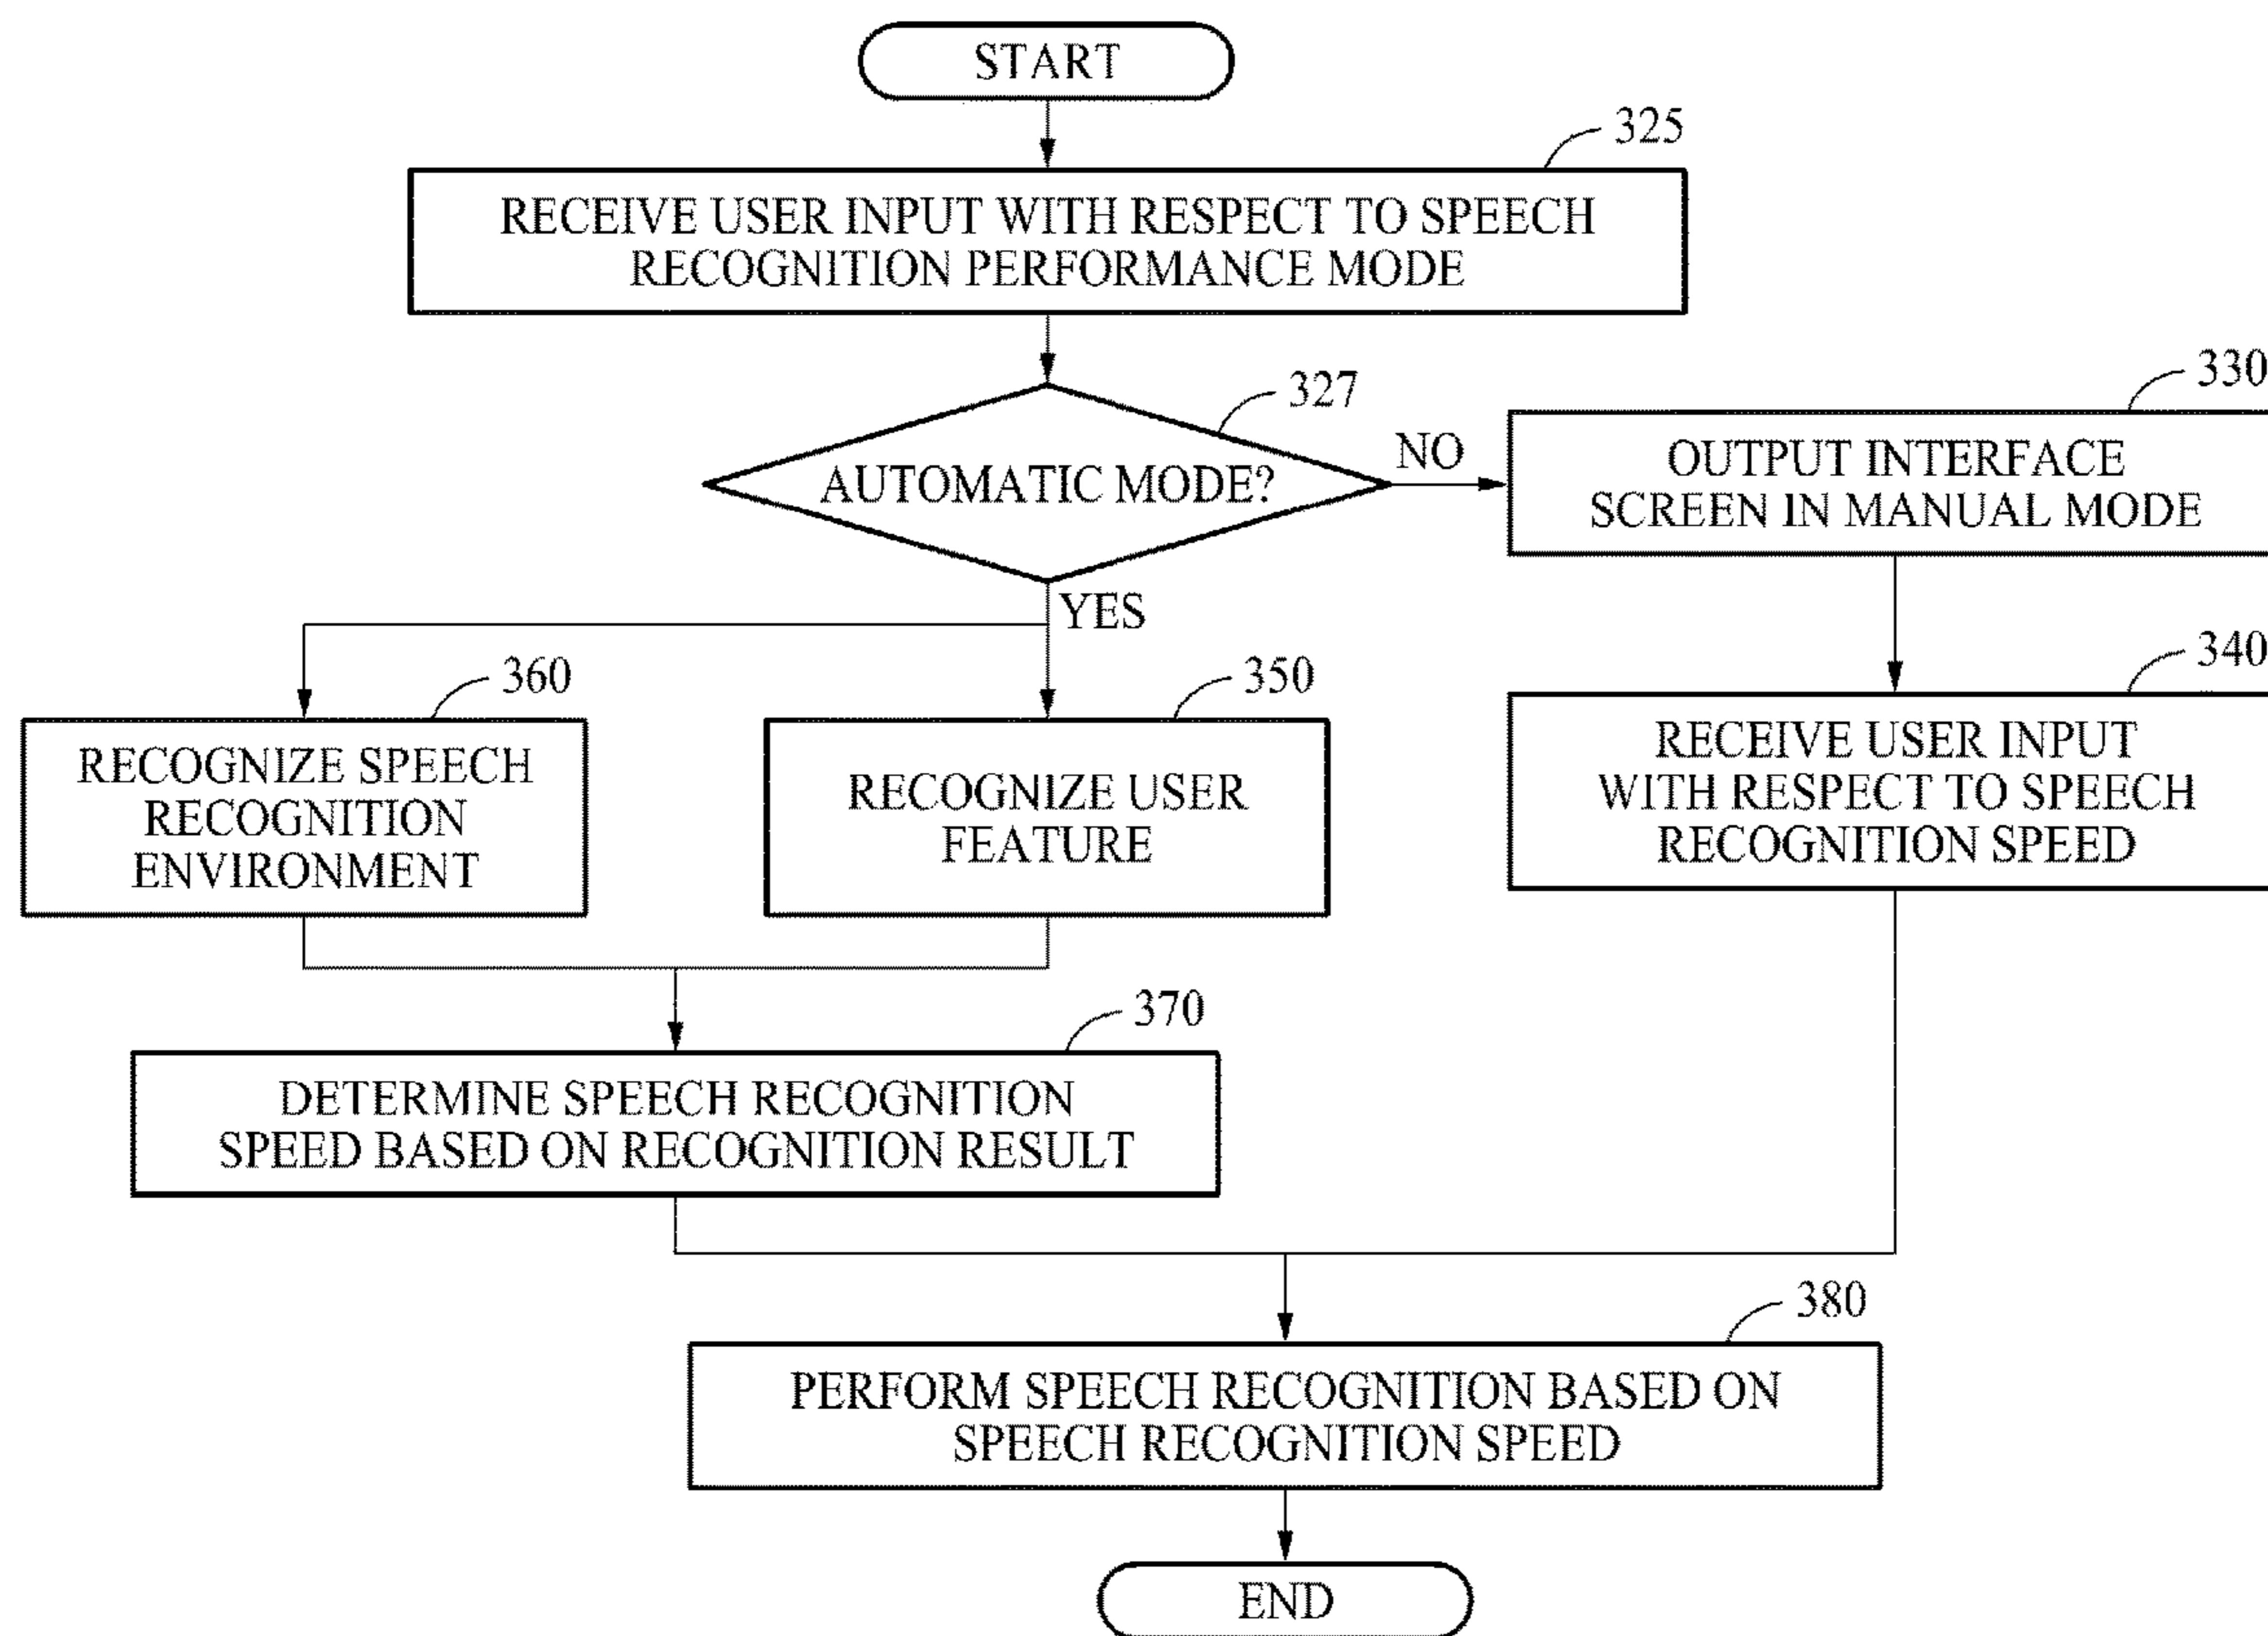 START
325
RECEIVE USER INPUT WITH RESPECT TO SPEECH
RECOGNITION PERFORMANCE MODE
327
AUTOMATIC MODE?
NO
330
OUTPUT INTERFACE
SCREEN IN MANUAL MODE
YES
360
RECOGNIZE SPEECH
RECOGNITION
ENVIRONMENT
350
RECOGNIZE USER
FEATURE
340
RECEIVE USER INPUT
WITH RESPECT TO SPEECH
RECOGNITION SPEED
370
DETERMINE SPEECH RECOGNITION
SPEED BASED ON RECOGNITION RESULT
380
PERFORM SPEECH RECOGNITION BASED ON
SPEECH RECOGNITION SPEED
END